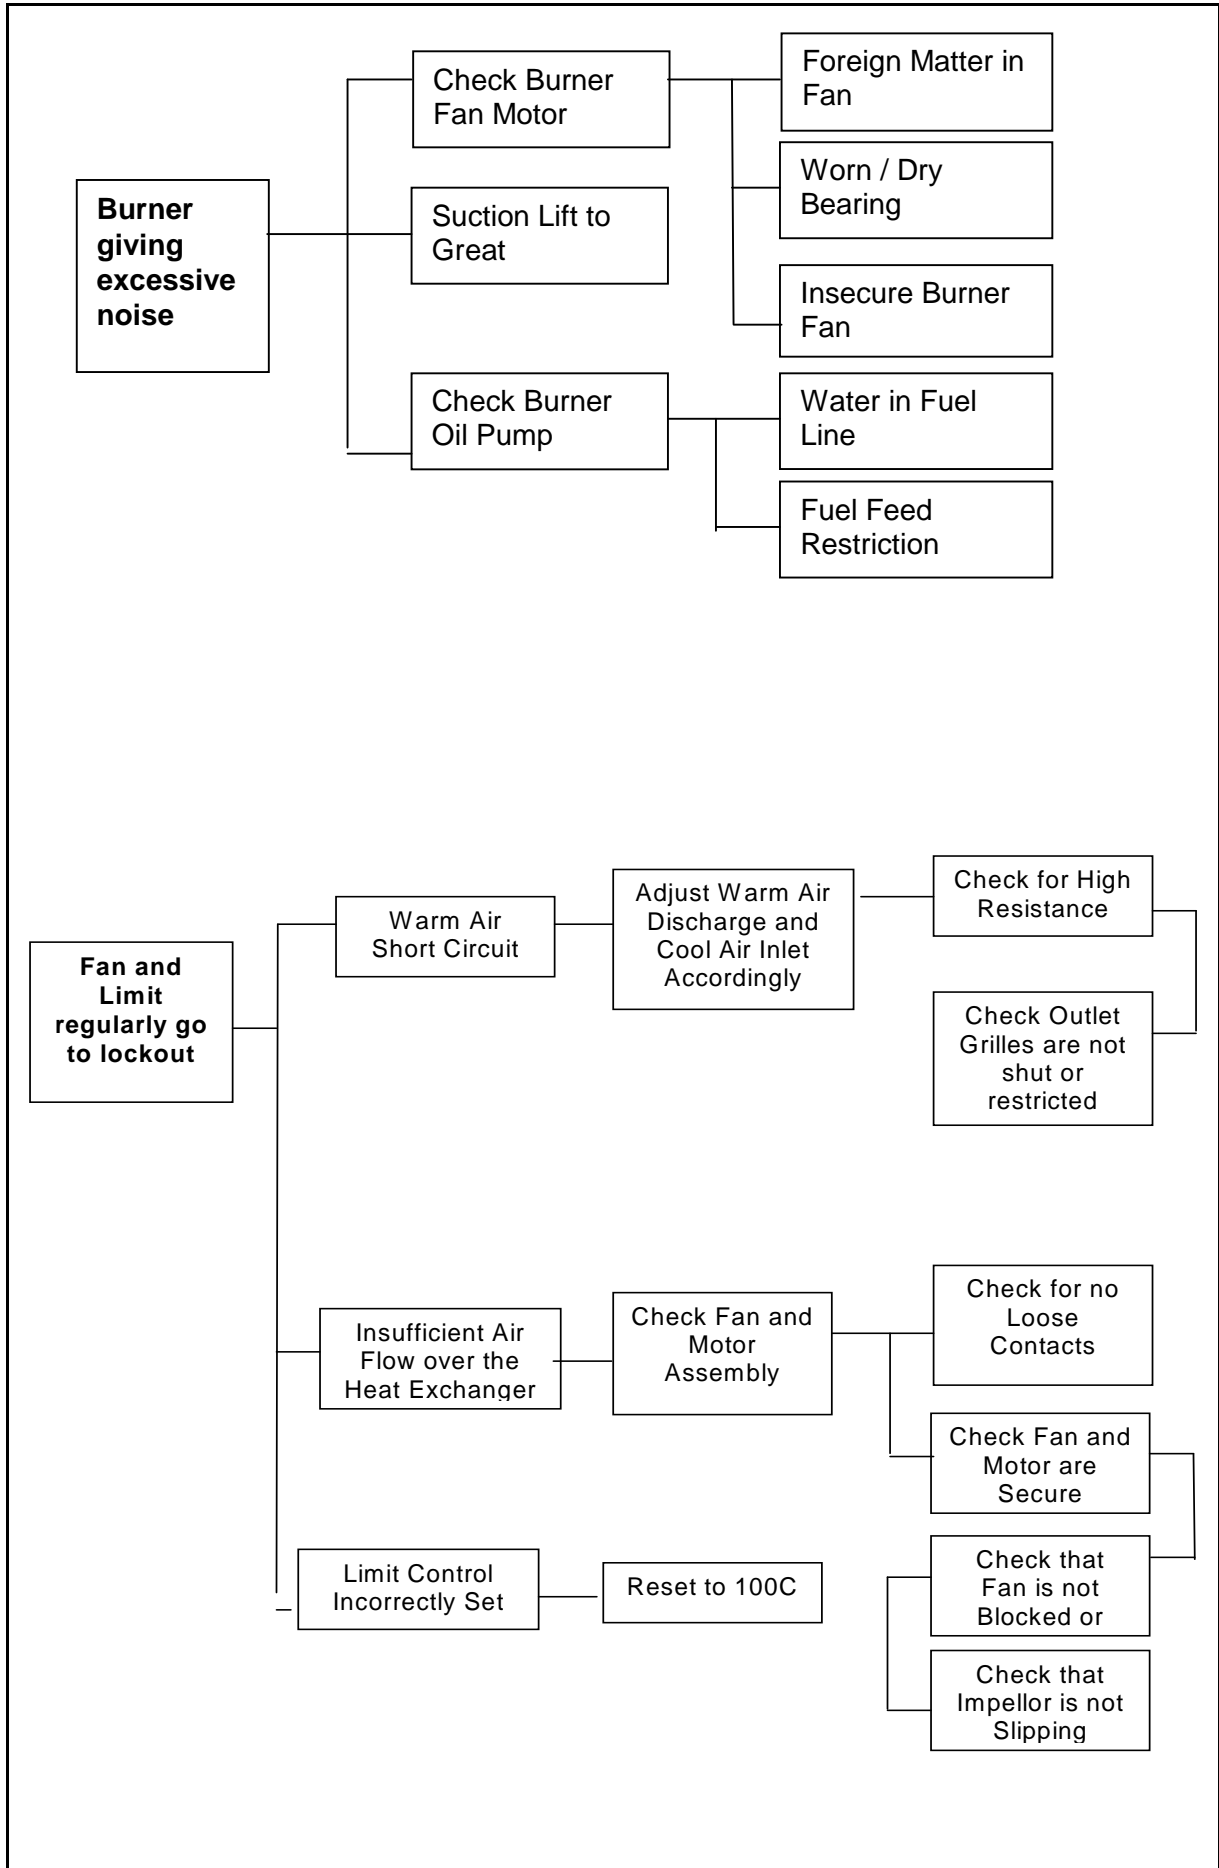 Burner
giving
excessive
noise
Check Burner
Fan Motor
Suction Lift to
Great
Check Burner
Oil Pump
Foreign Matter in
Fan
Worn / Dry
Bearing
Insecure Burner
Fan
Water in Fuel
Line
Fuel Feed
Restriction
Fan and
Limit
regularly go
to lockout
Warm Air
Short Circuit
Adjust Warm Air
Discharge and
Cool Air Inlet
Accordingly
Check for High
Resistance
Check Outlet
Grilles are not
shut or
restricted
Insufficient Air
Flow over the
Heat Exchanger
Check Fan and
Motor
Assembly
Check for no
Loose
Contacts
Check Fan and
Motor are
Secure
Check that
Fan is not
Blocked or
Check that
Impellor is not
Slipping
Limit Control
Incorrectly Set
Reset to 100C